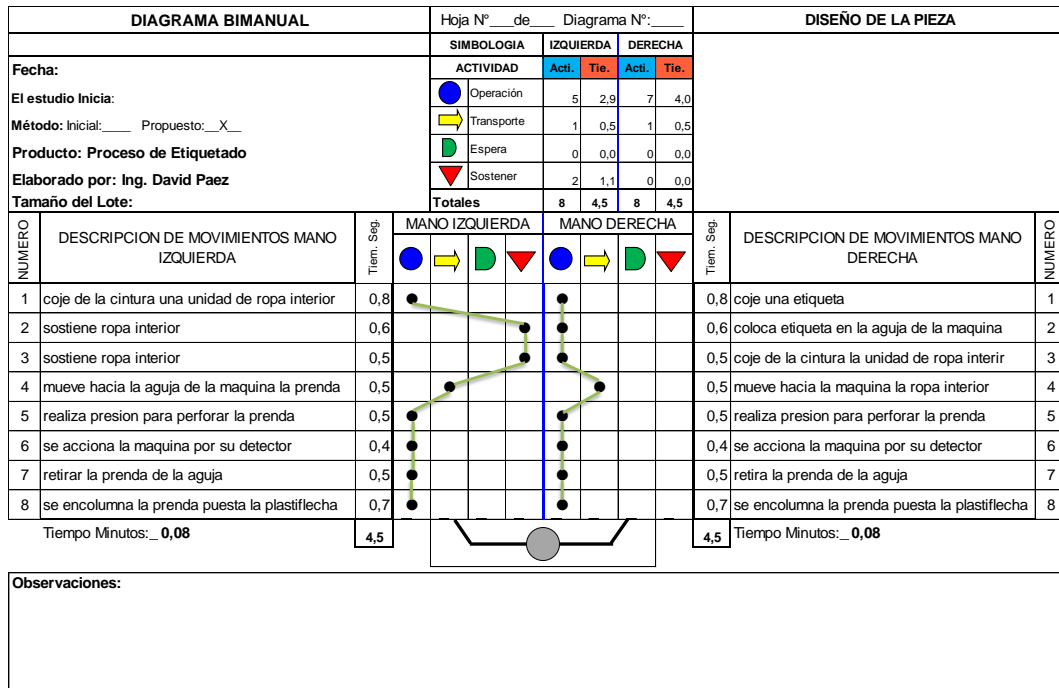 DIAGRAMA BIMANUAL
Hoja N°___de___ Diagrama N°:____
DISEÑO DE LA PIEZA
SIMBOLOGIA IZQUIERDA DERECHA
Fecha:
ACTIVIDAD Acti. Tie. Acti. Tie.
El estudio Inicia:
Operación 5 2,9 7 4,0
Método: Inicial:____ Propuesto:__X__
Transporte 1 0,5 1 0,5
Producto: Proceso de Etiquetado
Espera 0 0,0 0 0,0
Elaborado por: Ing. David Paez
Sostener 2 1,1 0 0,0
Tamaño del Lote:
Totales 8 4,5 8 4,5
NUMERO
DESCRIPCION DE MOVIMIENTOS MANO
IZQUIERDA
Tiem. Seg.
MANO IZQUIERDA MANO DERECHA
Tiem. Seg.
DESCRIPCION DE MOVIMIENTOS MANO
DERECHA
NUMERO
1 coje de la cintura una unidad de ropa interior 0,8 0,8 coje una etiqueta 1
2 sostiene ropa interior 0,6 0,6 coloca etiqueta en la aguja de la maquina 2
3 sostiene ropa interior 0,5 0,5 coje de la cintura la unidad de ropa interir 3
4 mueve hacia la aguja de la maquina la prenda 0,5 0,5 mueve hacia la maquina la ropa interior 4
5 realiza presion para perforar la prenda 0,5 0,5 realiza presion para perforar la prenda 5
6 se acciona la maquina por su detector 0,4 0,4 se acciona la maquina por su detector 6
7 retirar la prenda de la aguja 0,5 0,5 retira la prenda de la aguja 7
8 se encolumna la prenda puesta la plastiflecha 0,7 0,7 se encolumna la prenda puesta la plastiflecha 8
Tiempo Minutos:_ 0,08 4,5 4,5 Tiempo Minutos:_ 0,08
Observaciones: